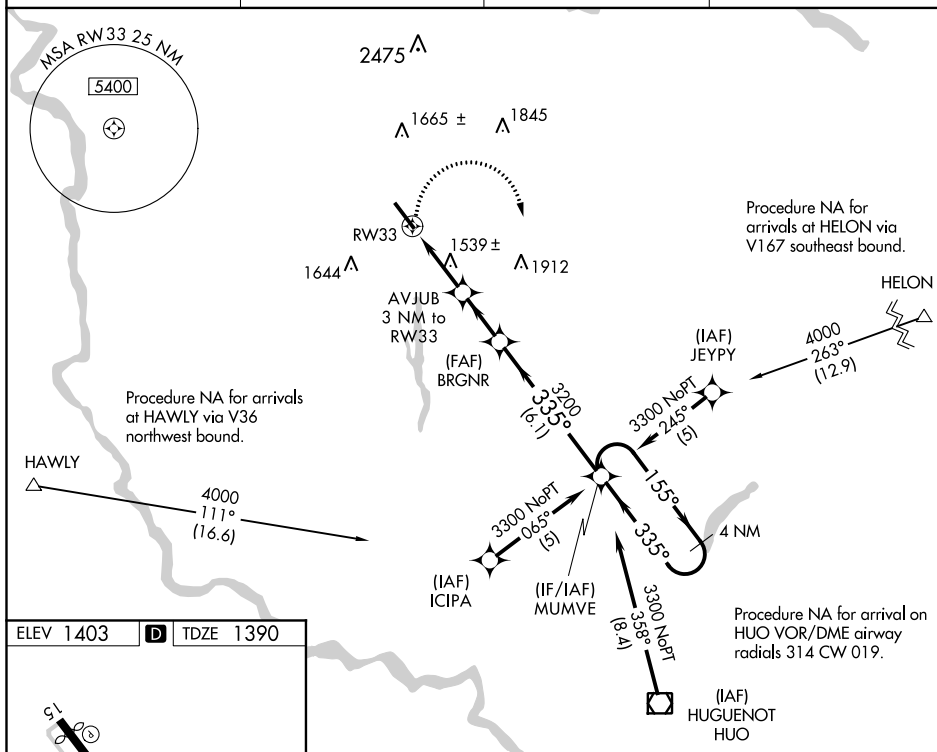 MSA RW33 25 NM
5400
2475
1665 ±
1845
RW33
1539 ±
1644
1912
AVJUB
3 NM to
RW33
(FAF)
BRGNR
Procedure NA for
arrivals at HELON via
V167 southeast bound.
HELON
4000
263°
(12.9)
(IAF)
JEYPY
3300 NoPT
245°
(5)
3200
335°
(6.1)
Procedure NA for arrivals
at HAWLY via V36
northwest bound.
HAWLY
4000
111°
(16.6)
155°
335°
4 NM
3300 NoPT
065°
(5)
(IAF)
ICIPA
(IF/IAF)
MUMVE
3300 NoPT
358°
(8.4)
Procedure NA for arrival on
HUO VOR/DME airway
radials 314 CW 019.
(IAF)
HUGUENOT
HUO
ELEV 1403 D TDZE 1390
15
P